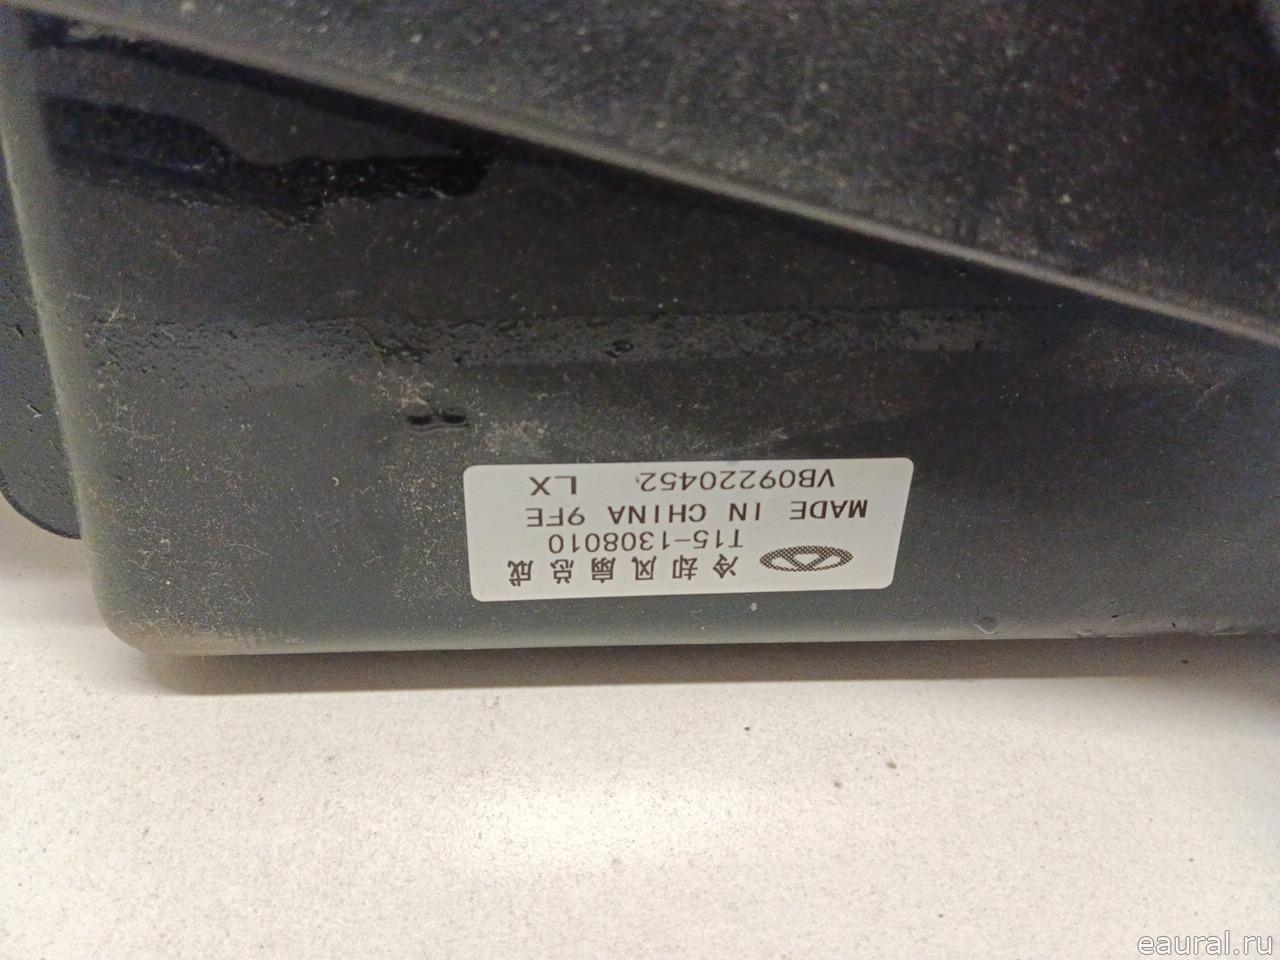 冷却风扇总成
T15-1308010
MADE IN CHINA 9FE
VB09220452 LX
eaural.ru